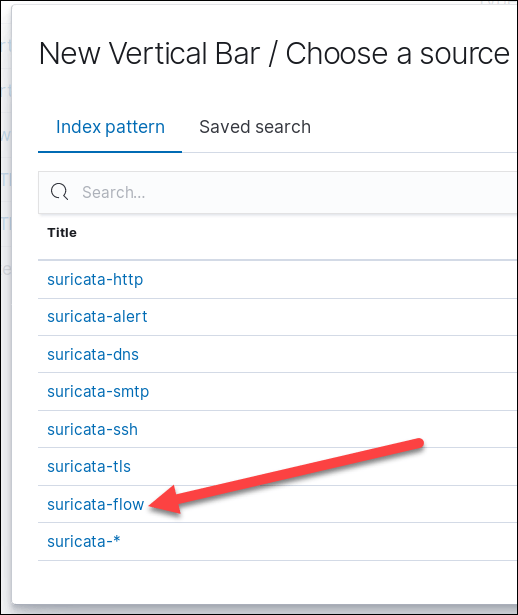 New Vertical Bar / Choose a source
Index pattern
Saved search
Search...
Title
suricata-http
suricata-alert
suricata-dns
suricata-smtp
suricata-ssh
suricata-tls
suricata-flow
suricata-*